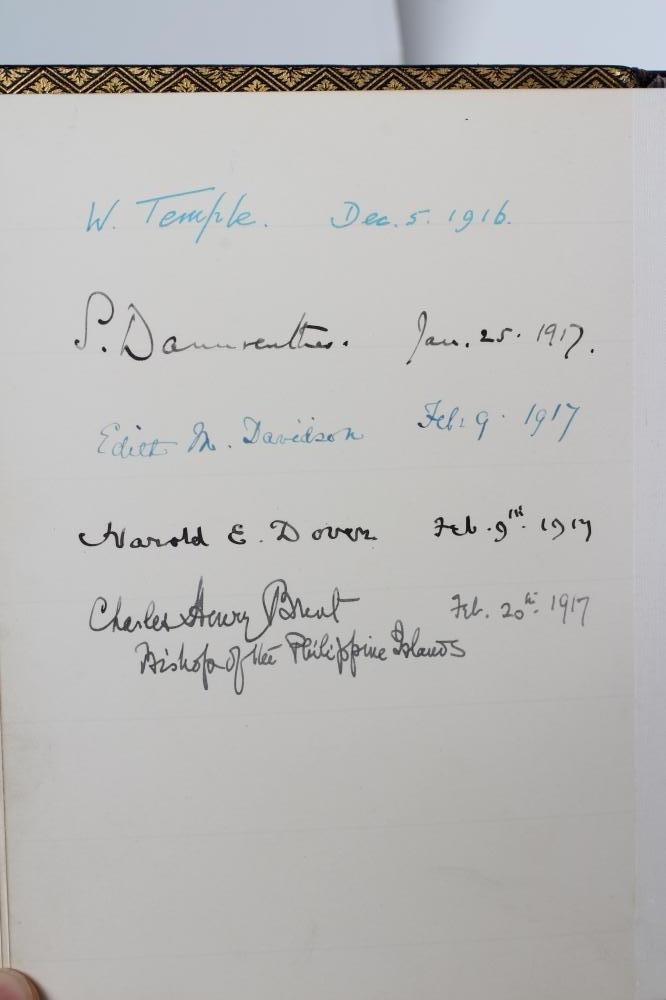 W. Temple. Dec. 5. 1916.
S. Dannreuther. Jan. 25. 1917.
Edith M. Davidson Feb: 9. 1917
Harold E. Dover Feb. 9th. 1917
Charles Henry Brent Feb. 20th. 1917
Bishop of the Philippine Islands